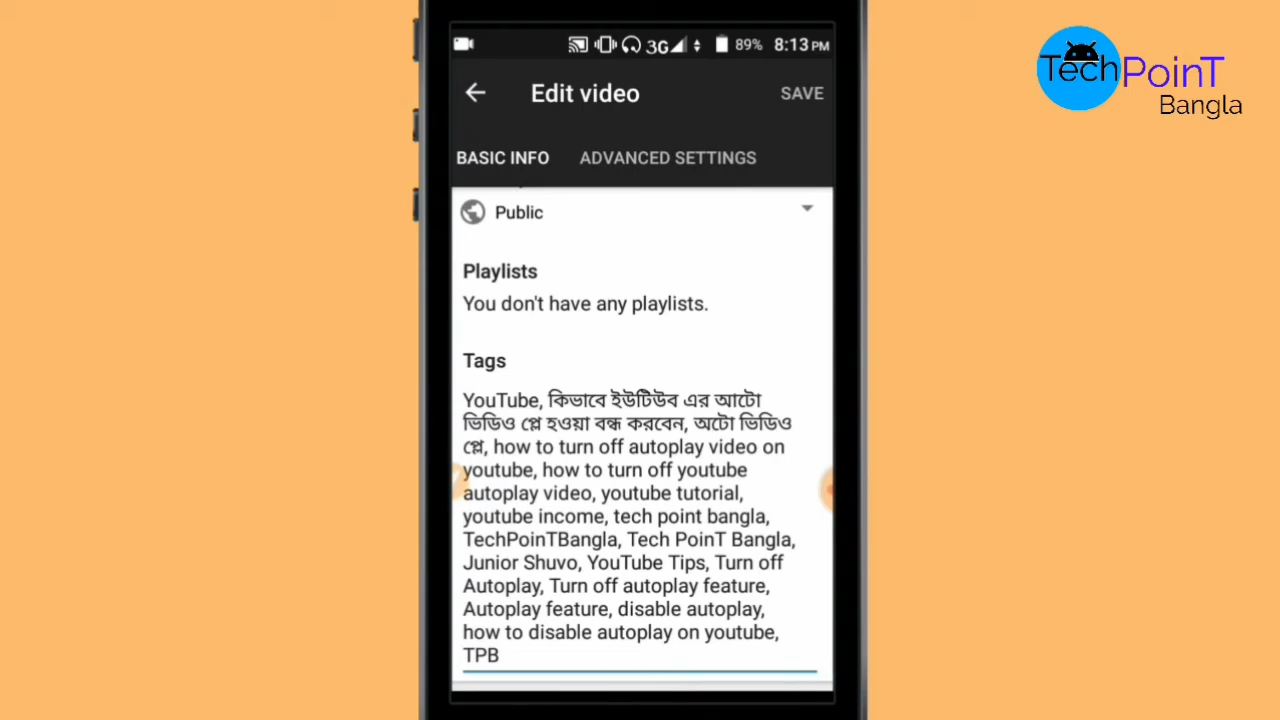 3G 89% 8:13 PM
TechPoinT
Bangla
Edit video SAVE
BASIC INFO ADVANCED SETTINGS
Public
Playlists
You don't have any playlists.
Tags
YouTube, কিভাবে ইউটিউব এর আটো
ভিডিও প্লে হওয়া বন্ধ করবেন, অটো ভিডিও
প্লে, how to turn off autoplay video on
youtube, how to turn off youtube
autoplay video, youtube tutorial,
youtube income, tech point bangla,
TechPoinTBangla, Tech PoinT Bangla,
Junior Shuvo, YouTube Tips, Turn off
Autoplay, Turn off autoplay feature,
Autoplay feature, disable autoplay,
how to disable autoplay on youtube,
TPB